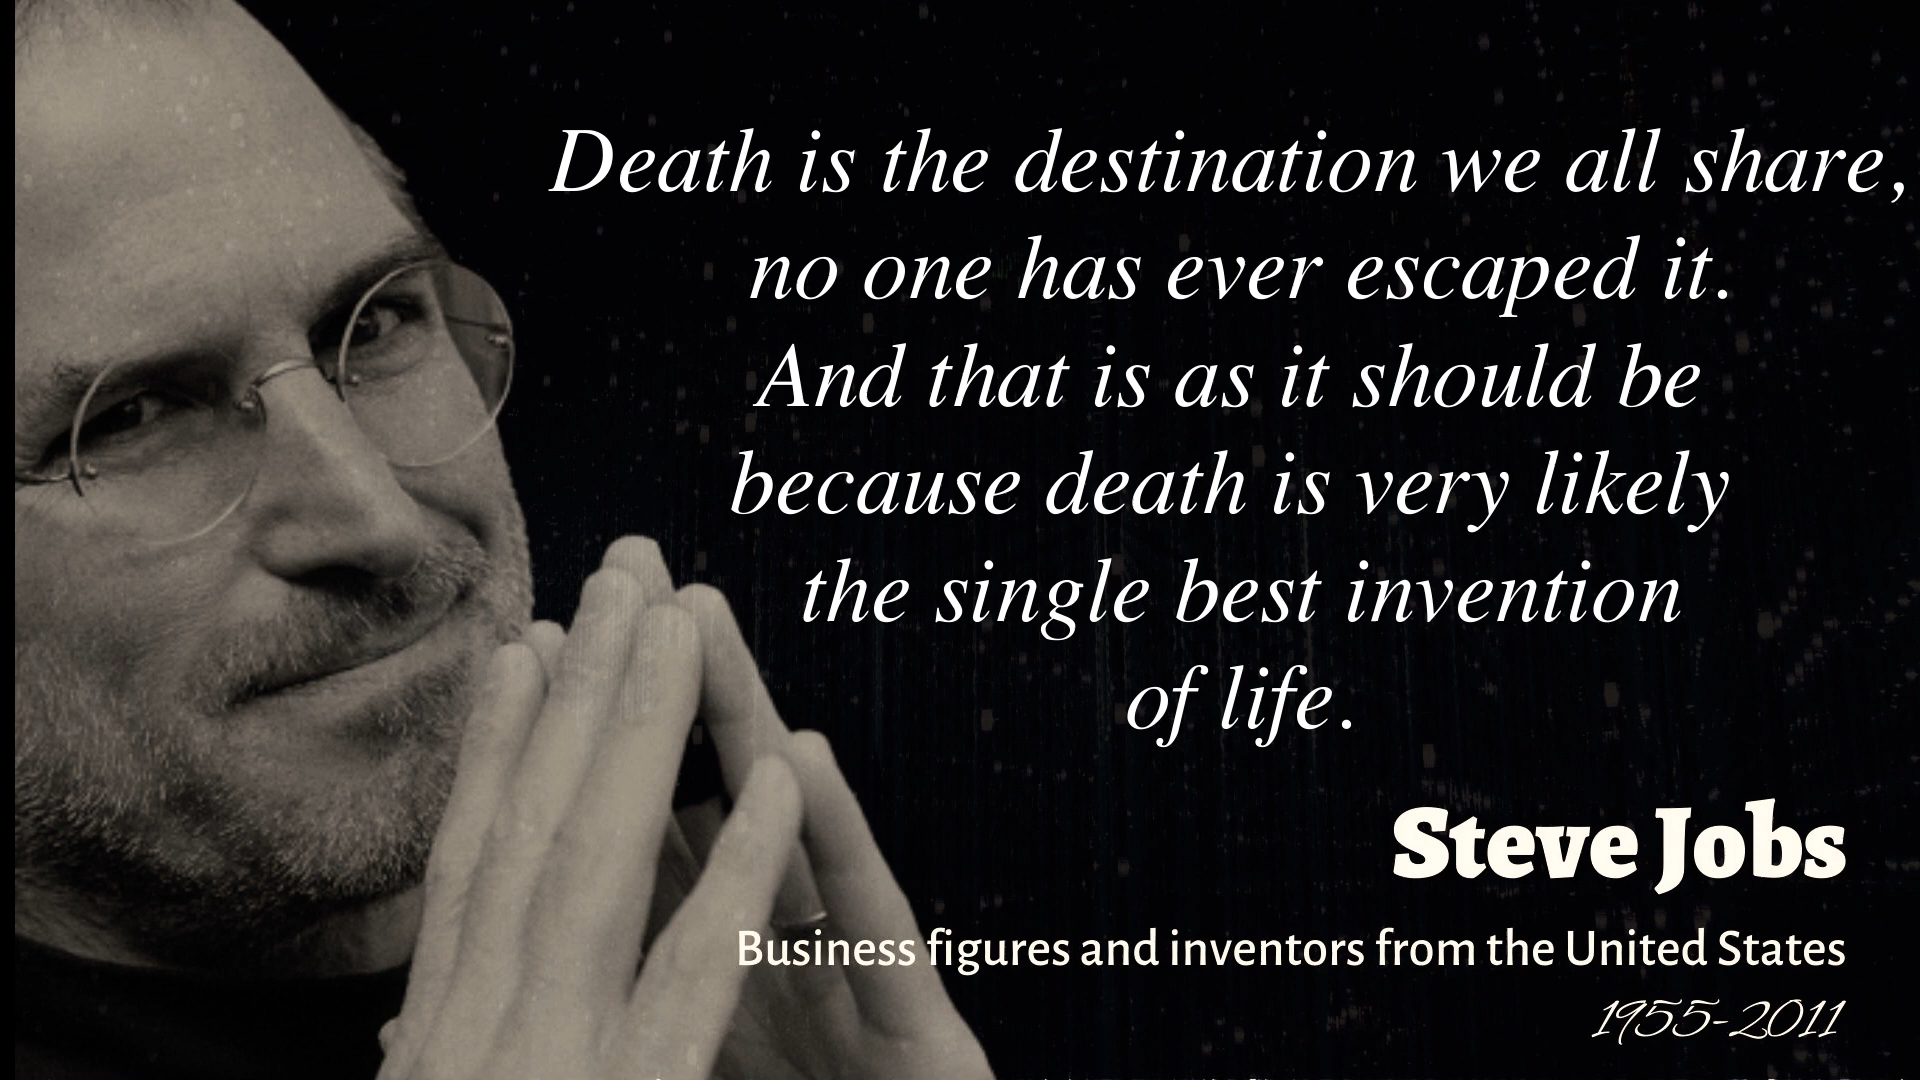 Death is the destination we all share,
no one has ever escaped it.
And that is as it should be
because death is very likely
the single best invention
of life.
Steve Jobs
Business figures and inventors from the United States
1955-2011